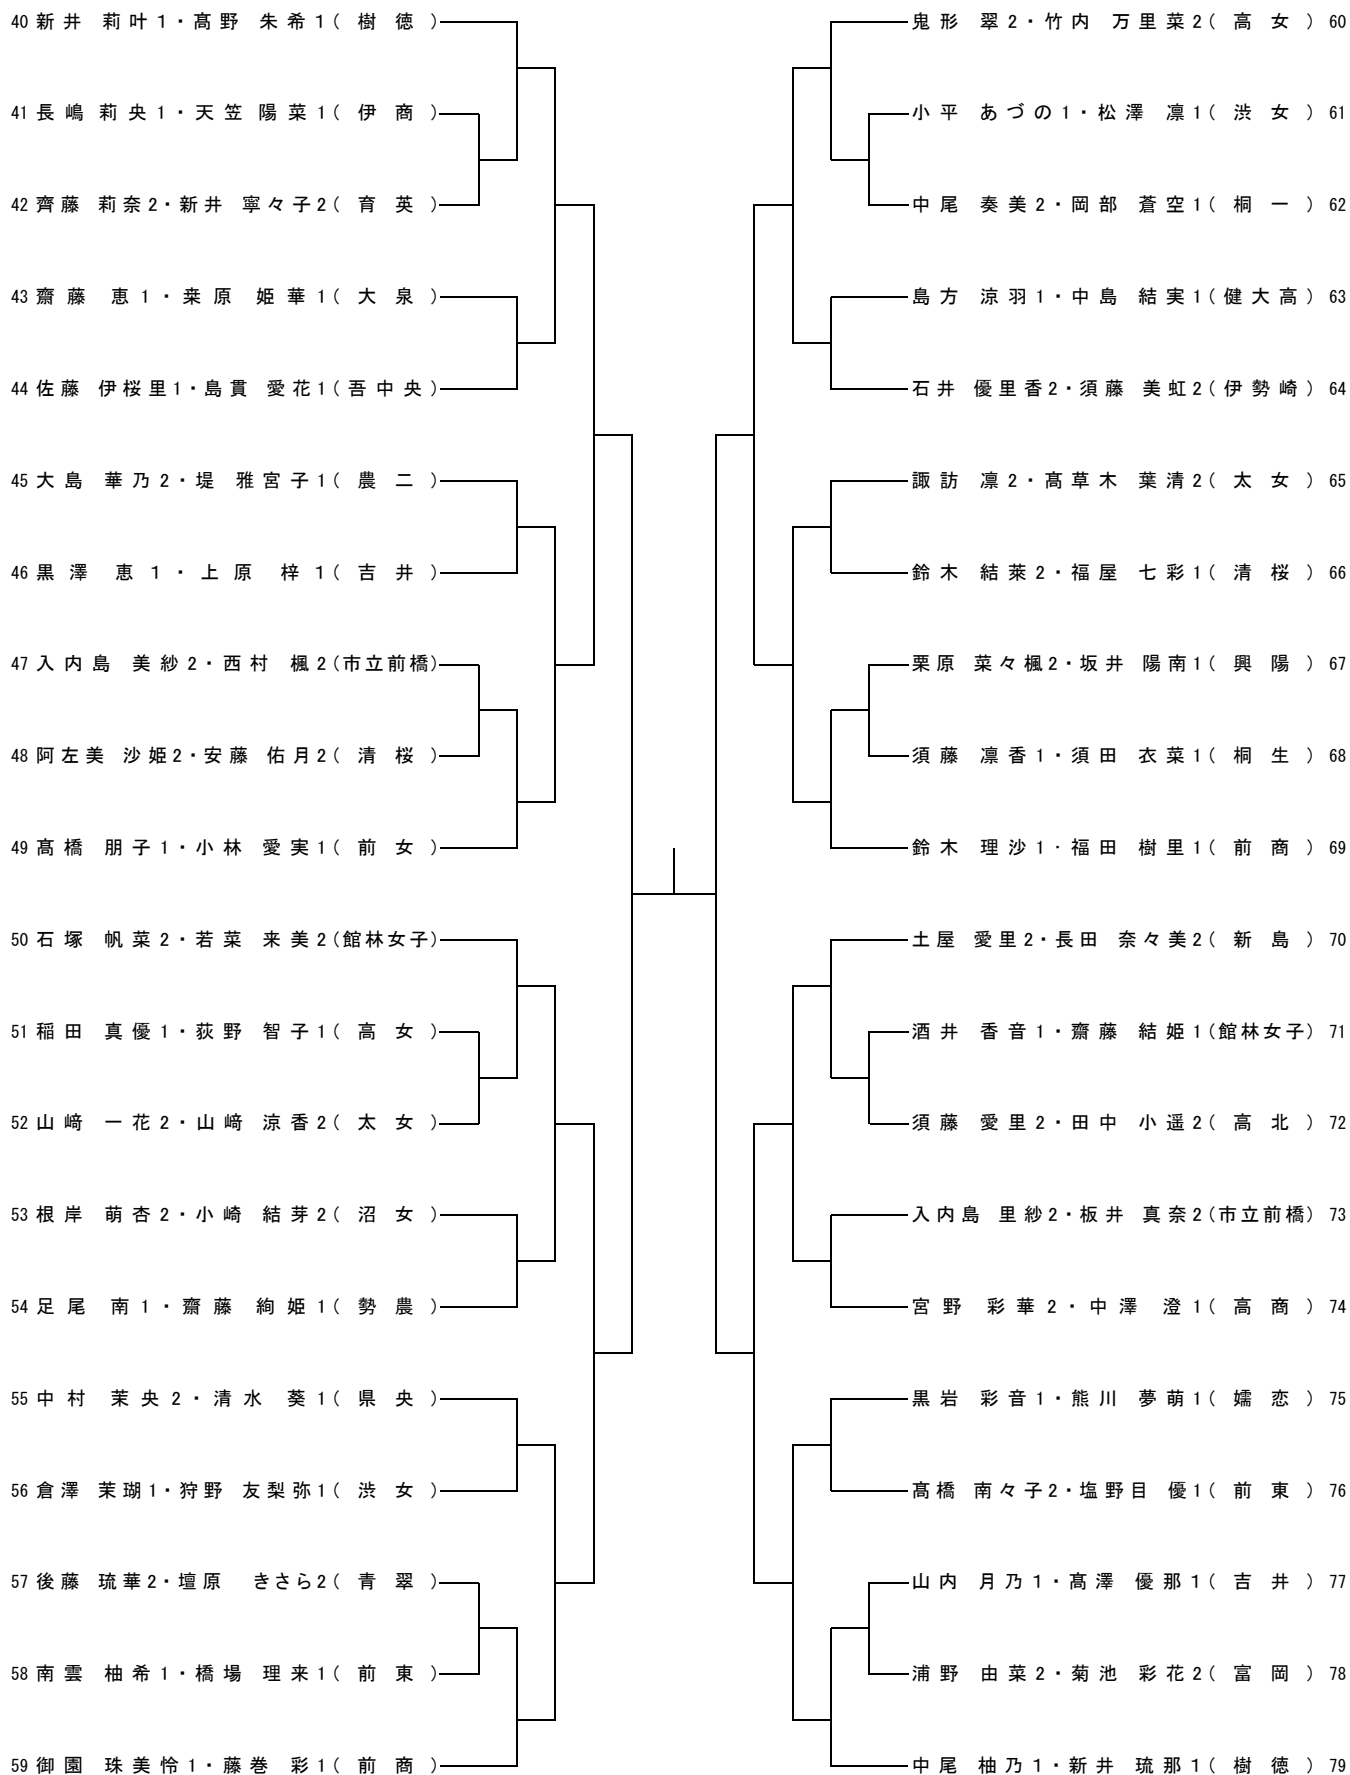 40 新井 莉叶1・髙野 朱希1( 樹 徳 )
41 長嶋 莉央1・天笠 陽菜1( 伊 商 )
42 齊藤 莉奈2・新井 寧々子2( 育 英 )
43 齋藤 恵1・桒原 姫華1( 大 泉 )
44 佐藤 伊桜里1・島貫 愛花1(吾中央)
45 大島 華乃2・堤 雅宮子1( 農 二 )
46 黒澤 恵1・上原 梓1( 吉 井 )
47 入内島 美紗2・西村 楓2(市立前橋)
48 阿左美 沙姫2・安藤 佑月2( 清 桜 )
49 髙橋 朋子1・小林 愛実1( 前 女 )
50 石塚 帆菜2・若菜 来美2(館林女子)
51 稲田 真優1・荻野 智子1( 高 女 )
52 山﨑 一花2・山﨑 涼香2( 太 女 )
53 根岸 萌杏2・小崎 結芽2( 沼 女 )
54 足尾 南1・齋藤 絢姫1( 勢 農 )
55 中村 茉央2・清水 葵1( 県 央 )
56 倉澤 茉瑚1・狩野 友梨弥1( 渋 女 )
57 後藤 琉華2・壇原 きさら2( 青 翠 )
58 南雲 柚希1・橋場 理来1( 前 東 )
59 御園 珠美怜1・藤巻 彩1( 前 商 )
鬼形 翠2・竹内 万里菜2( 高 女 ) 60
小平 あづの1・松澤 凛1( 渋 女 ) 61
中尾 奏美2・岡部 蒼空1( 桐 一 ) 62
島方 涼羽1・中島 結実1(健大高) 63
石井 優里香2・須藤 美虹2(伊勢崎) 64
諏訪 凛2・髙草木 葉清2( 太 女 ) 65
鈴木 結萊2・福屋 七彩1( 清 桜 ) 66
栗原 菜々楓2・坂井 陽南1( 興 陽 ) 67
須藤 凛香1・須田 衣菜1( 桐 生 ) 68
鈴木 理沙1・福田 樹里1( 前 商 ) 69
土屋 愛里2・長田 奈々美2( 新 島 ) 70
酒井 香音1・齋藤 結姫1(館林女子) 71
須藤 愛里2・田中 小遥2( 高 北 ) 72
入内島 里紗2・板井 真奈2(市立前橋) 73
宮野 彩華2・中澤 澄1( 高 商 ) 74
黒岩 彩音1・熊川 夢萌1( 嬬 恋 ) 75
髙橋 南々子2・塩野目 優1( 前 東 ) 76
山内 月乃1・髙澤 優那1( 吉 井 ) 77
浦野 由菜2・菊池 彩花2( 富 岡 ) 78
中尾 柚乃1・新井 琉那1( 樹 徳 ) 79